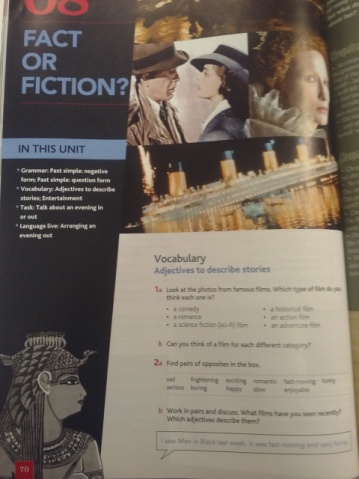 08
FACT
OR
FICTION?
IN THIS UNIT
• Grammar: Past simple: negative
form; Past simple: question form
• Vocabulary: Adjectives to describe
stories; Entertainment
• Task: Talk about an evening in
or out
• Language live: Arranging an
evening out
Vocabulary
Adjectives to describe stories
1a Look at the photos from famous films. Which type of film do you
think each one is?
• a comedy • a historical film
• a romance • an action film
• a science fiction (sci-fi) film • an adventure film
b Can you think of a film for each different category?
2a Find pairs of opposites in the box.
sad frightening exciting romantic fast-moving funny
serious boring happy slow enjoyable
b Work in pairs and discuss. What films have you seen recently?
Which adjectives describe them?
I saw Men in Black last week. It was fast-moving and very funny.
70